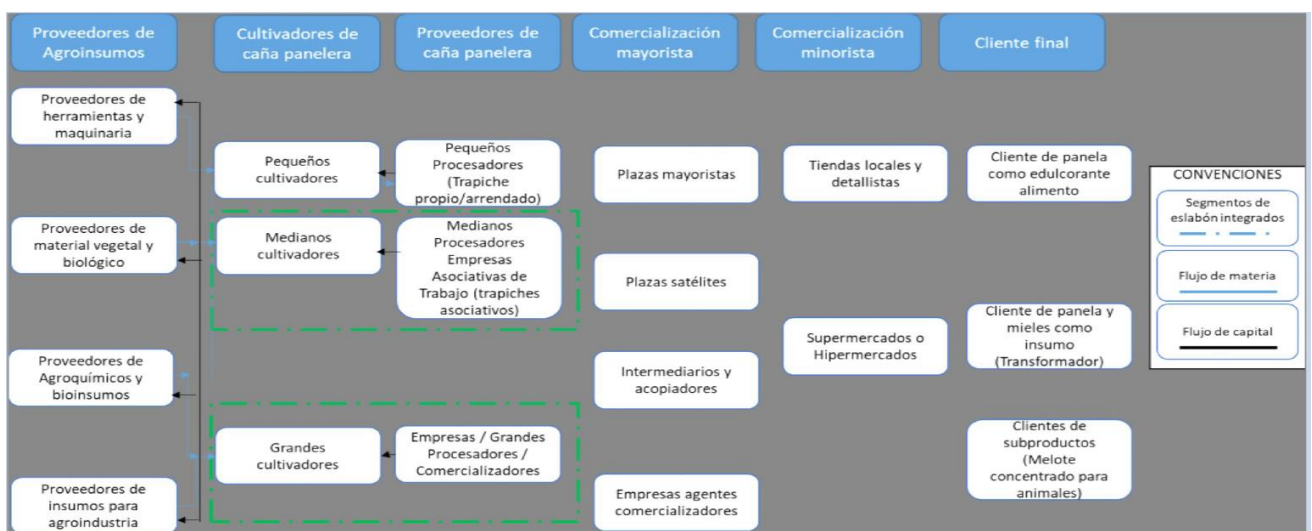 Proveedores de
Agroinsumos
Cultivadores de
caña panelera
Proveedores de
caña panelera
Comercialización
mayorista
Comercialización
minorista
Cliente final
Proveedores de
herramientas y
maquinaria
Proveedores de
material vegetal y
biológico
Proveedores de
Agroquímicos y
bioinsumos
Proveedores de
insumos para
agroindustria
Pequeños
cultivadores
Medianos
cultivadores
Grandes
cultivadores
Pequeños
Procesadores
(Trapiche
propio/arrendado)
Medianos
Procesadores
Empresas
Asociativas de
Trabajo (trapiches
asociativos)
Empresas / Grandes
Procesadores /
Comercializadores
Plazas mayoristas
Plazas satélites
Intermediarios y
acopiadores
Empresas agentes
comercializadores
Tiendas locales y
detallistas
Supermercados o
Hipermercados
Cliente de panela
como edulcorante
alimento
Cliente de panela y
mieles como
insumo
(Transformador)
Clientes de
subproductos
(Melote
concentrado para
animales)
CONVENCIONES
Segmentos de
eslabón integrados
Flujo de materia
Flujo de capital